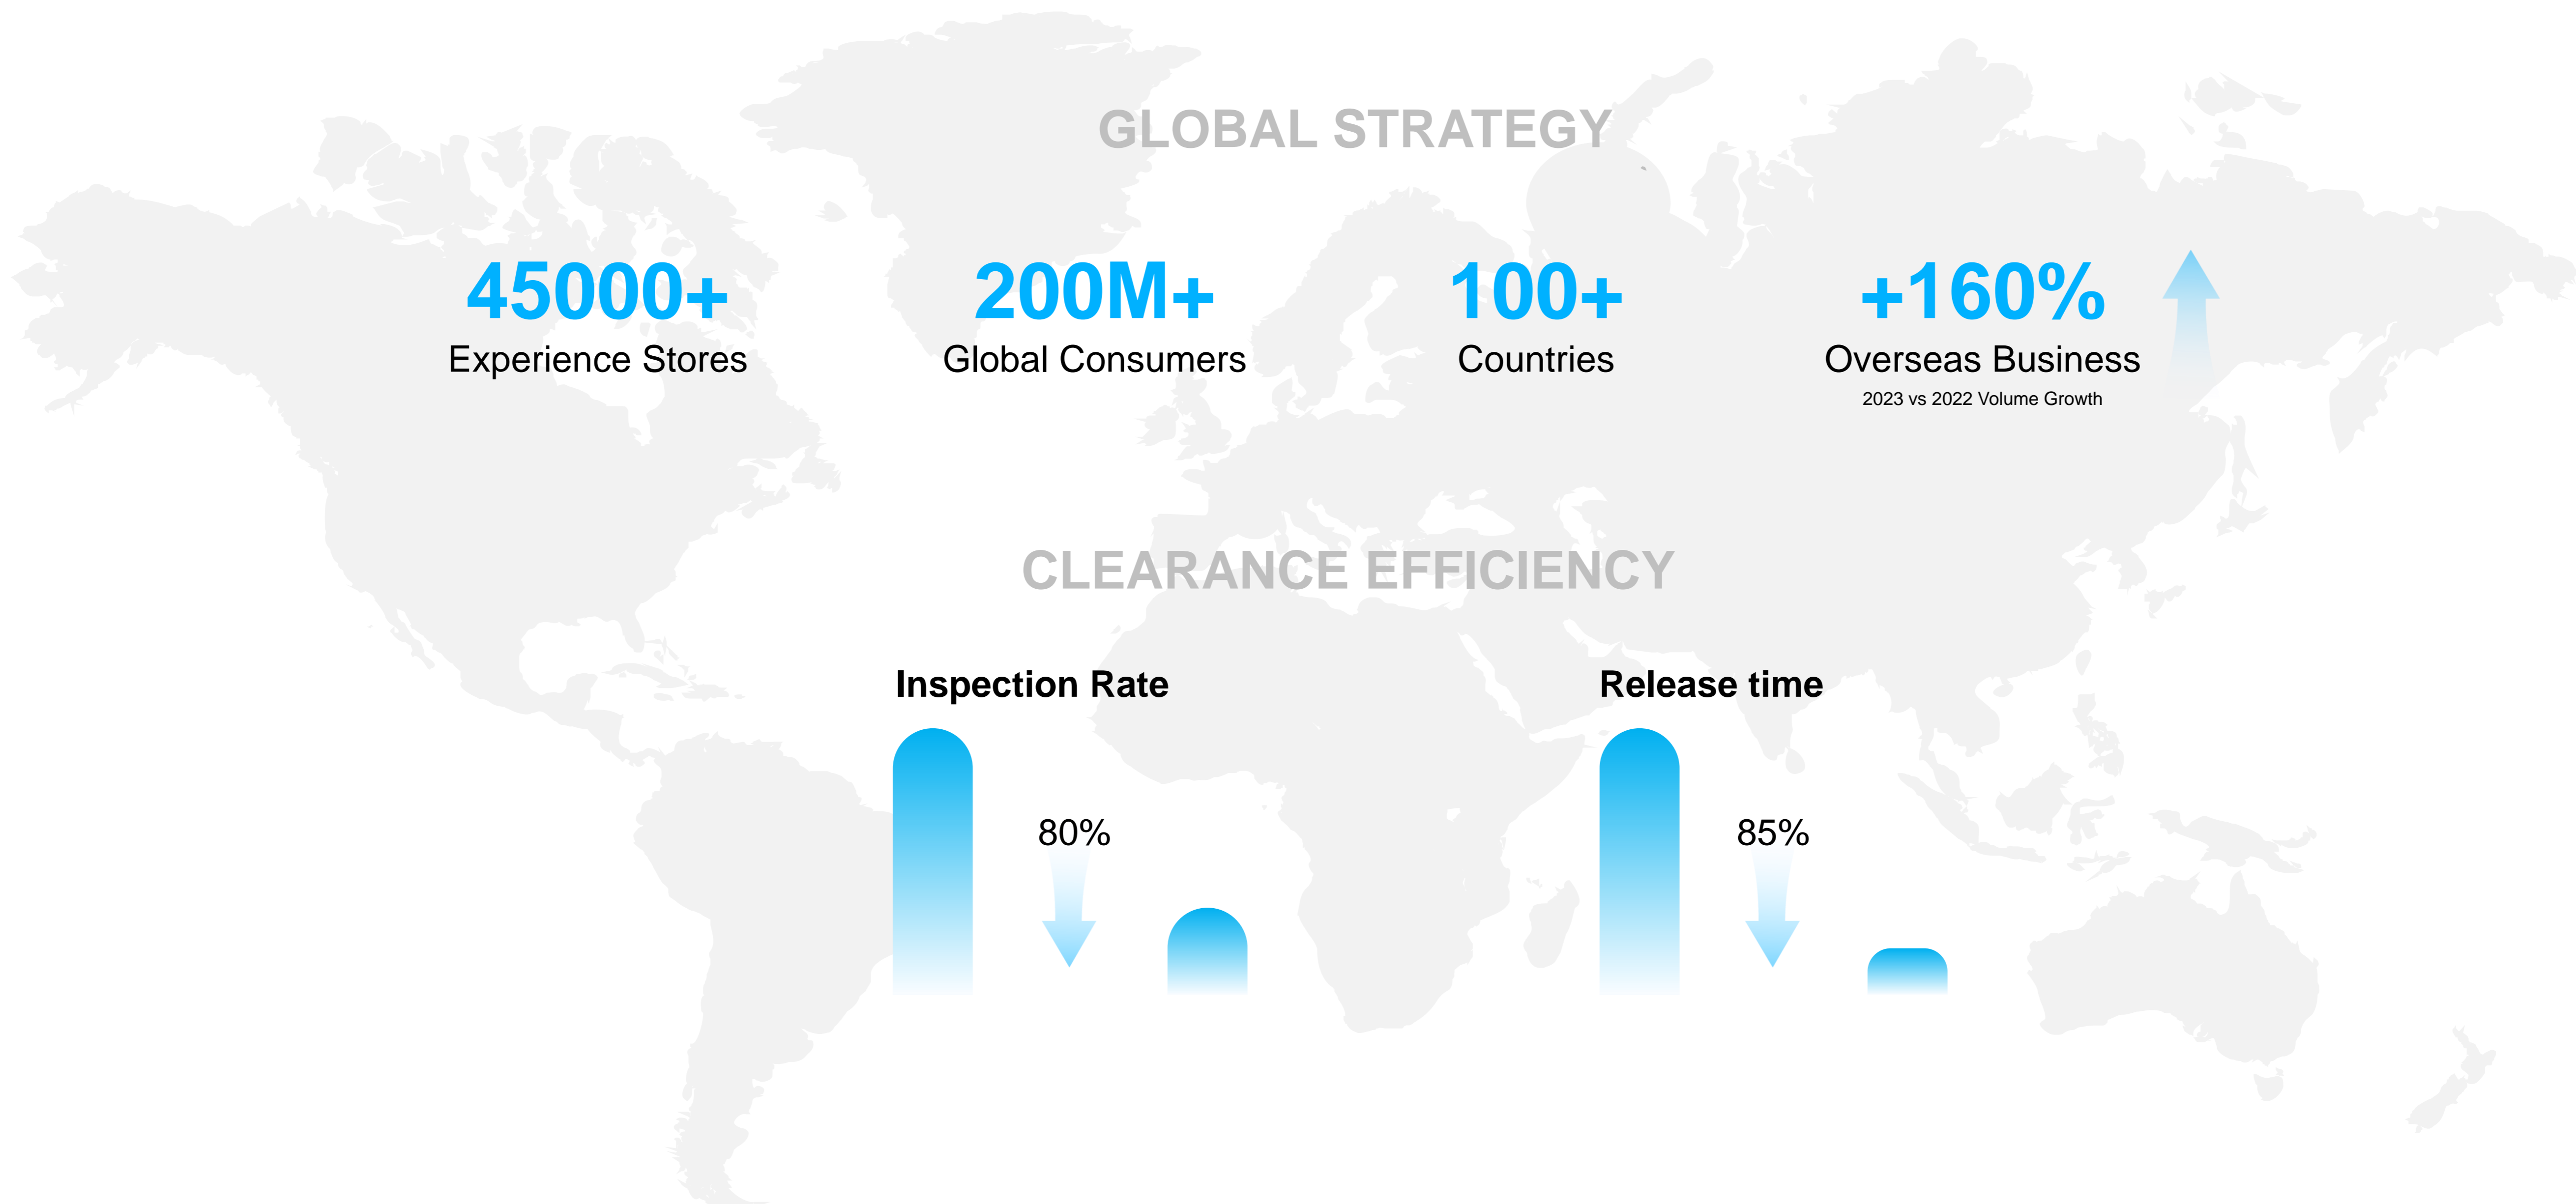 GLOBAL STRATEGY
45000+
Experience Stores
200M+
Global Consumers
100+
Countries
+160%
Overseas Business
2023 vs 2022 Volume Growth
CLEARANCE EFFICIENCY
Inspection Rate
80%
Release time
85%